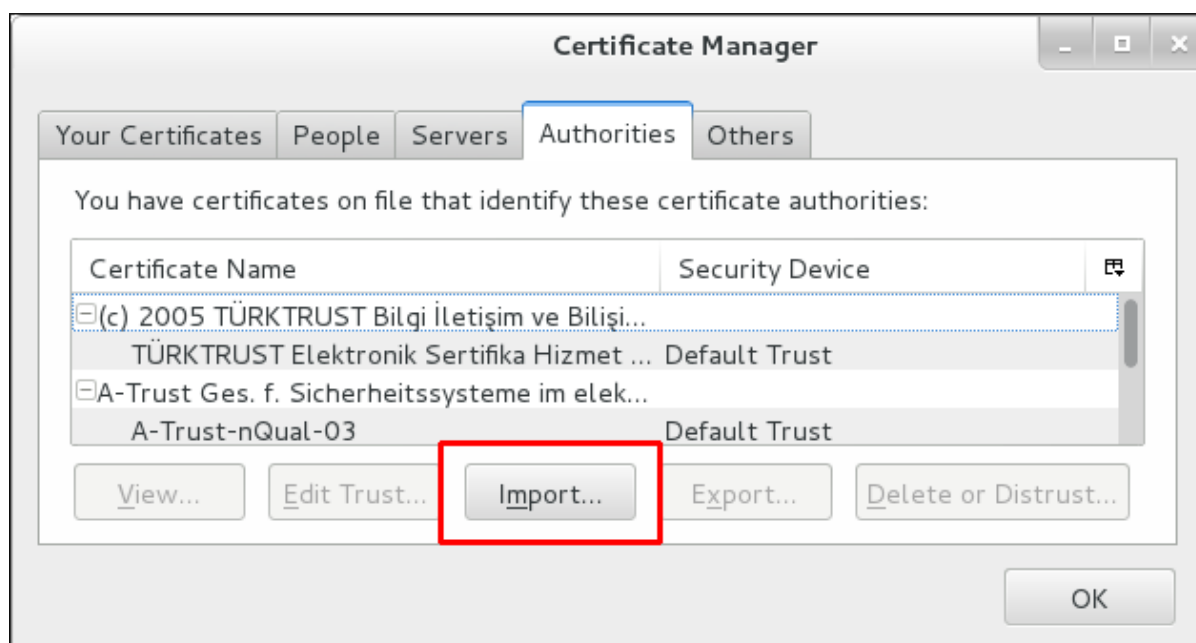 Certificate Manager
Your Certificates People Servers Authorities Others
You have certificates on file that identify these certificate authorities:
Certificate Name Security Device
(c) 2005 TÜRKTRUST Bilgi İletişim ve Bilişi...
TÜRKTRUST Elektronik Sertifika Hizmet ... Default Trust
A-Trust Ges. f. Sicherheitssysteme im elek...
A-Trust-nQual-03 Default Trust
View... Edit Trust... Import... Export... Delete or Distrust...
OK